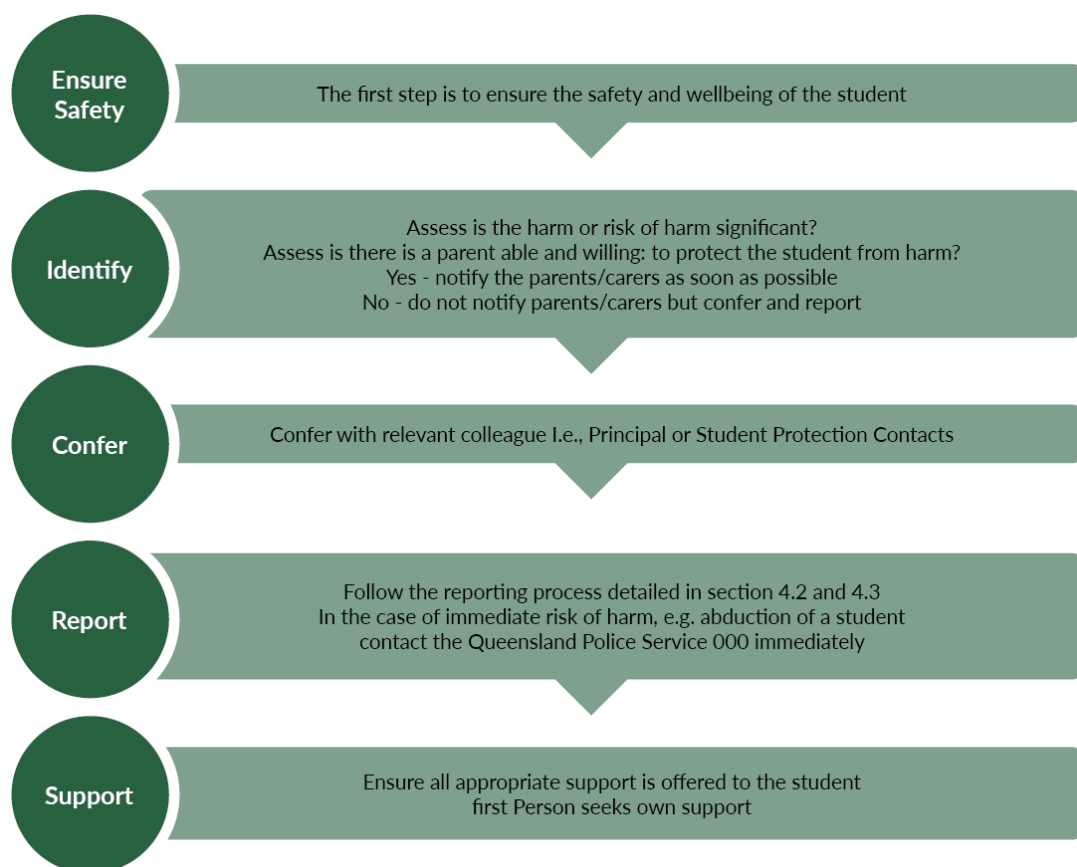 Ensure
Safety
The first step is to ensure the safety and wellbeing of the student
Identify
Assess is the harm or risk of harm significant?
Assess is there is a parent able and willing: to protect the student from harm?
Yes - notify the parents/carers as soon as possible
No - do not notify parents/carers but confer and report
Confer
Confer with relevant colleague I.e., Principal or Student Protection Contacts
Report
Follow the reporting process detailed in section 4.2 and 4.3
In the case of immediate risk of harm, e.g. abduction of a student
contact the Queensland Police Service 000 immediately
Support
Ensure all appropriate support is offered to the student
first Person seeks own support